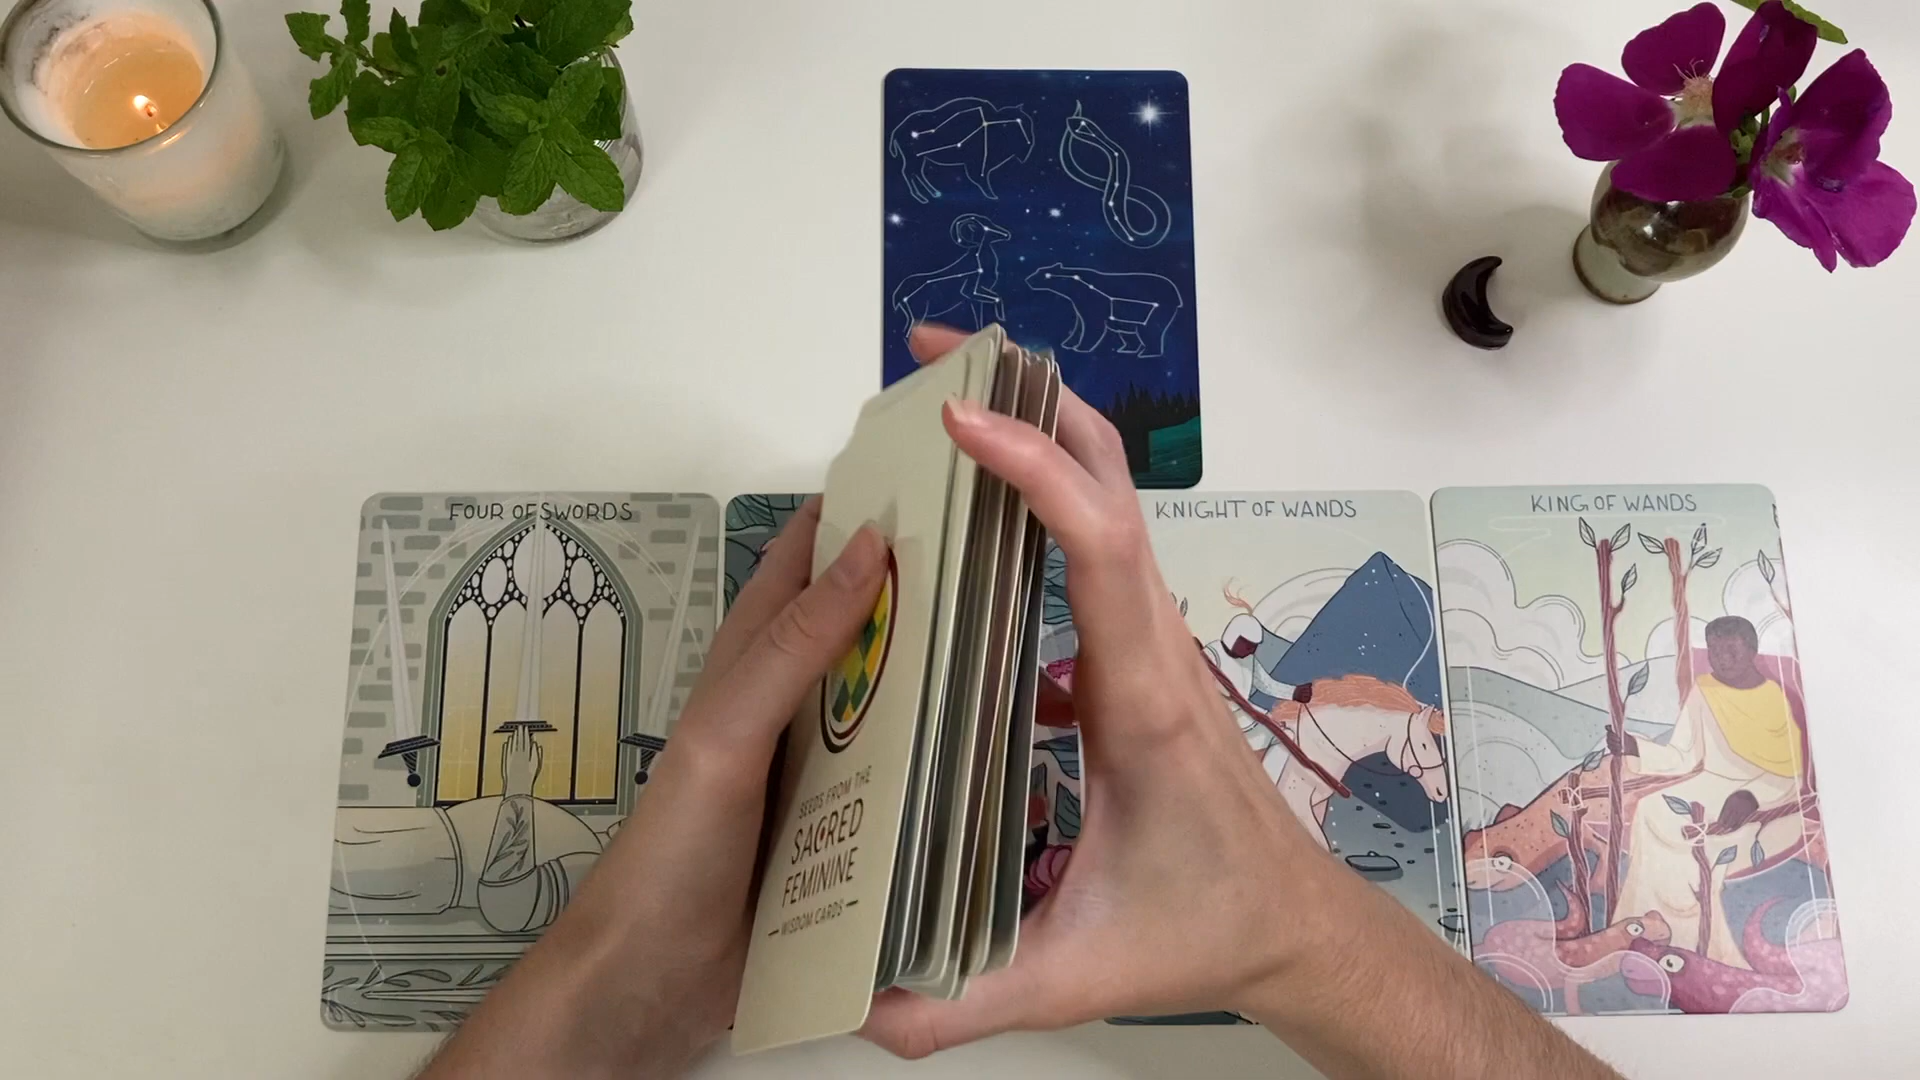 FOUR OF SWORDS
KNIGHT OF WANDS
KING OF WANDS
SEEDS FROM THE
SACRED
FEMININE
WISDOM CARDS